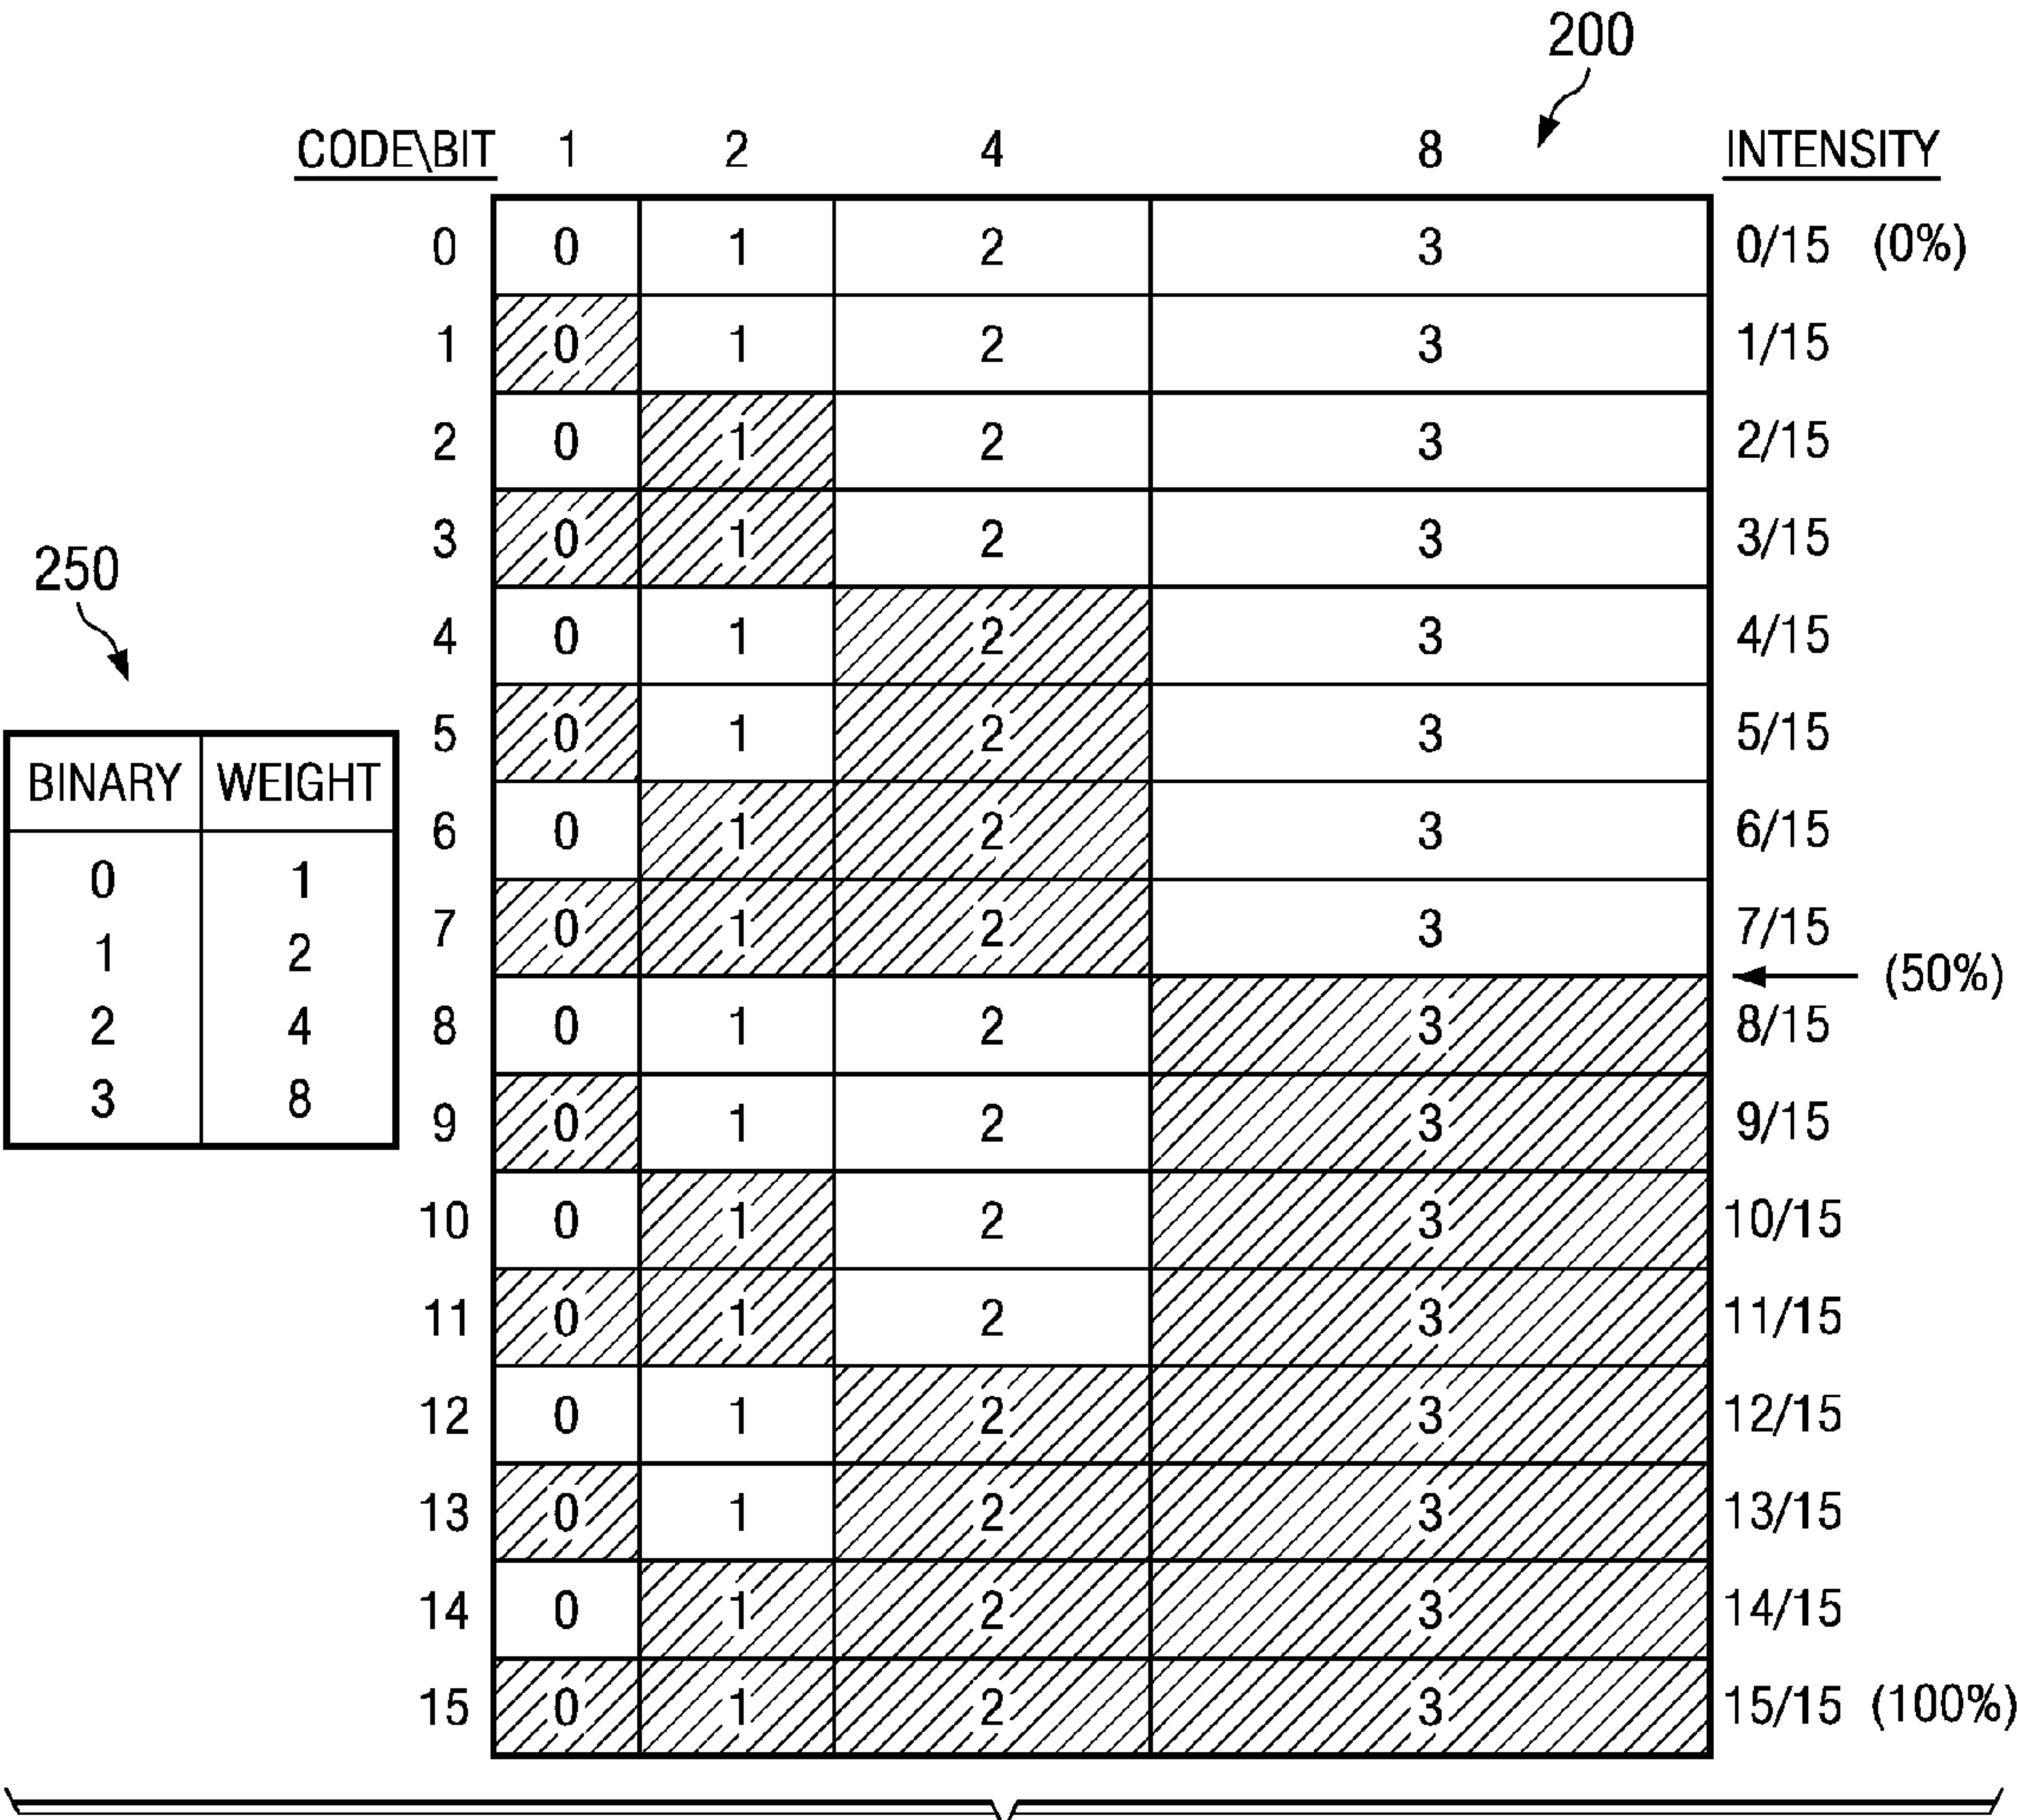 200
CODE\BIT 1 2 4 8 INTENSITY
0 0 1 2 3 0/15 (0%)
1 0 1 2 3 1/15
2 0 1 2 3 2/15
3 0 1 2 3 3/15
250
4 0 1 2 3 4/15
5 0 1 2 3 5/15
BINARY WEIGHT
6 0 1 2 3 6/15
0 1
7 0 1 2 3 7/15
1 2
(50%)
2 4
8 0 1 2 3 8/15
3 8
9 0 1 2 3 9/15
10 0 1 2 3 10/15
11 0 1 2 3 11/15
12 0 1 2 3 12/15
13 0 1 2 3 13/15
14 0 1 2 3 14/15
15 0 1 2 3 15/15 (100%)